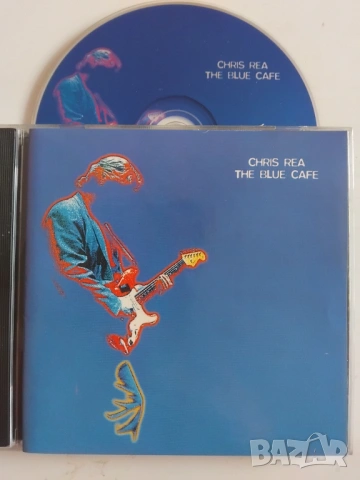 CHRIS REA
THE BLUE CAFE
CHRIS REA
THE BLUE CAFE
BAZAR